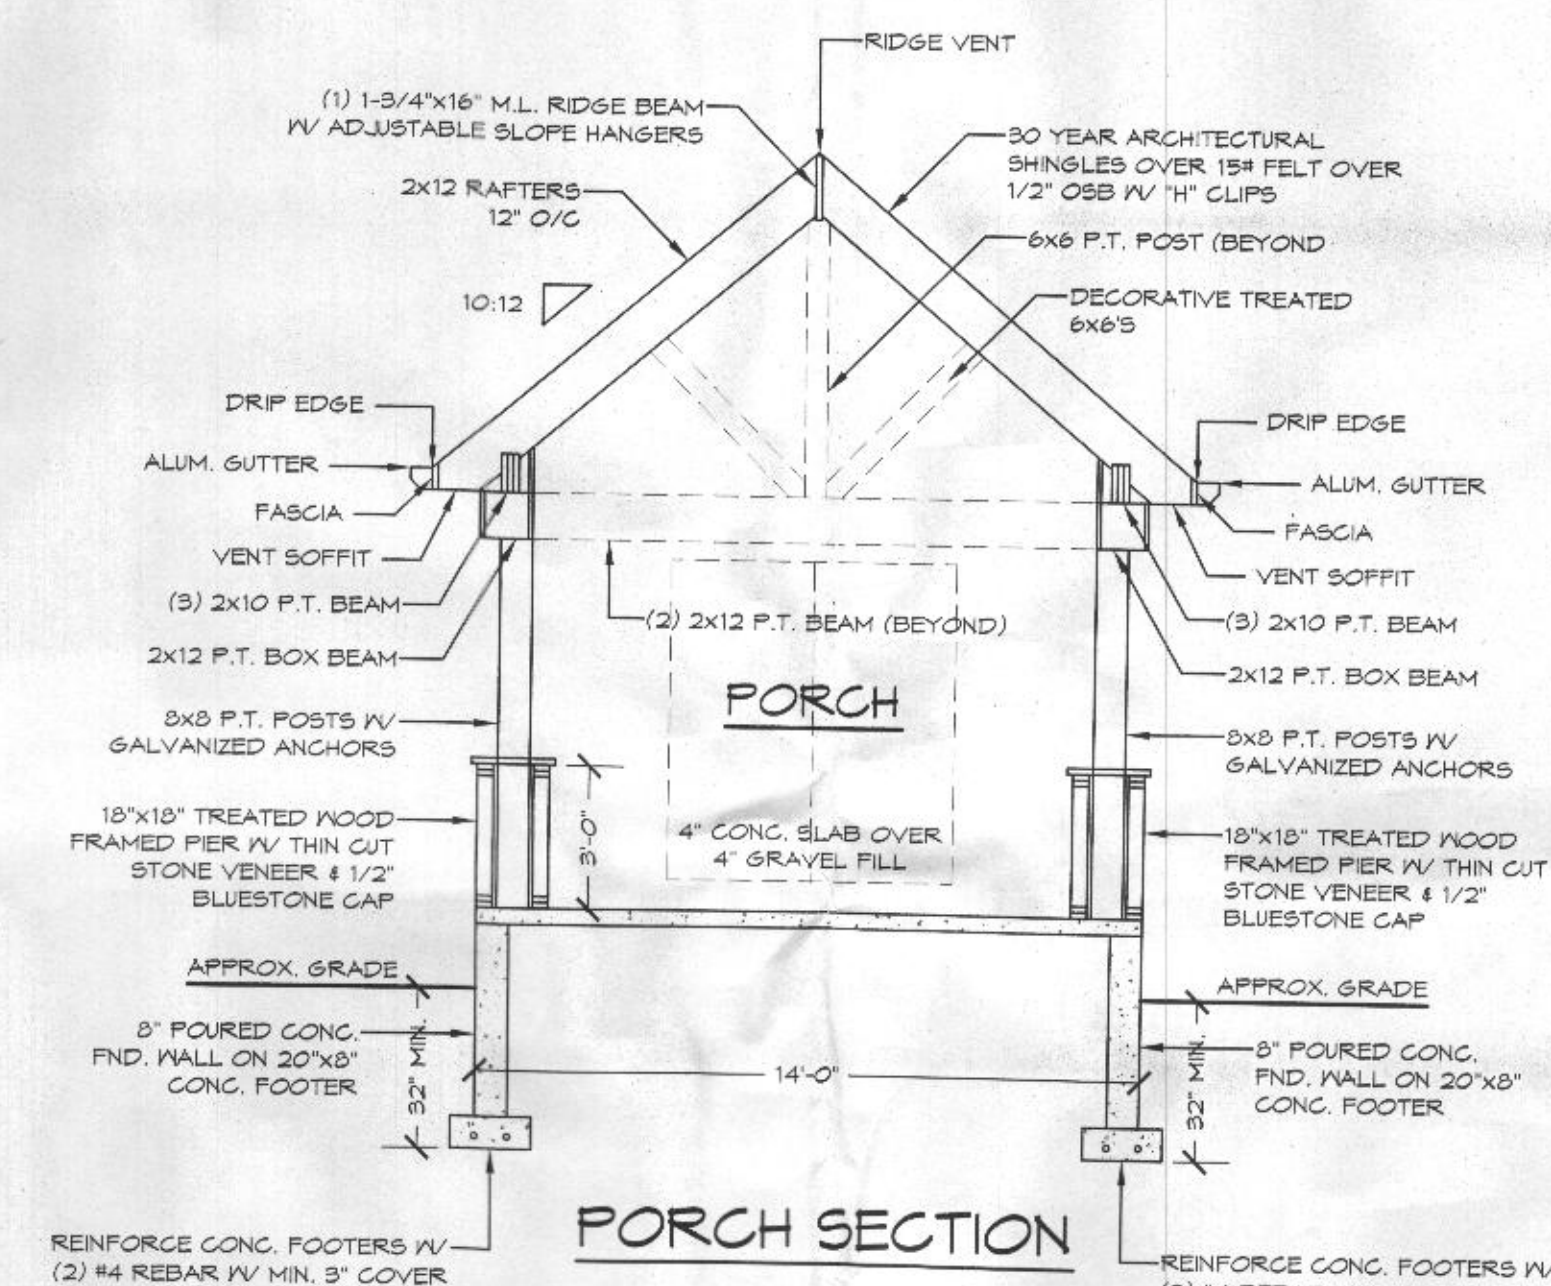 RIDGE VENT
(1) 1-3/4"x16" M.L. RIDGE BEAM
W/ ADJUSTABLE SLOPE HANGERS
30 YEAR ARCHITECTURAL
SHINGLES OVER 15# FELT OVER
1/2" OSB W/ "H" CLIPS
2x12 RAFTERS
12" O/C
6x6 P.T. POST (BEYOND
10:12
DECORATIVE TREATED
6x6'S
DRIP EDGE
ALUM. GUTTER
FASCIA
VENT SOFFIT
(3) 2x10 P.T. BEAM
2x12 P.T. BOX BEAM
8x8 P.T. POSTS W/
GALVANIZED ANCHORS
18"x18" TREATED WOOD
FRAMED PIER W/ THIN CUT
STONE VENEER & 1/2"
BLUESTONE CAP
APPROX. GRADE
8" POURED CONC.
FND. WALL ON 20"x8"
CONC. FOOTER
32" MIN.
REINFORCE CONC. FOOTERS W/
(2) #4 REBAR W/ MIN. 3" COVER
(2) 2x12 P.T. BEAM (BEYOND)
PORCH
3'-0"
4" CONC. SLAB OVER
4" GRAVEL FILL
14'-0"
DRIP EDGE
ALUM. GUTTER
FASCIA
VENT SOFFIT
(3) 2x10 P.T. BEAM
2x12 P.T. BOX BEAM
8x8 P.T. POSTS W/
GALVANIZED ANCHORS
18"x18" TREATED WOOD
FRAMED PIER W/ THIN CUT
STONE VENEER & 1/2"
BLUESTONE CAP
APPROX. GRADE
8" POURED CONC.
FND. WALL ON 20"x8"
CONC. FOOTER
32" MIN.
REINFORCE CONC. FOOTERS W/
PORCH SECTION